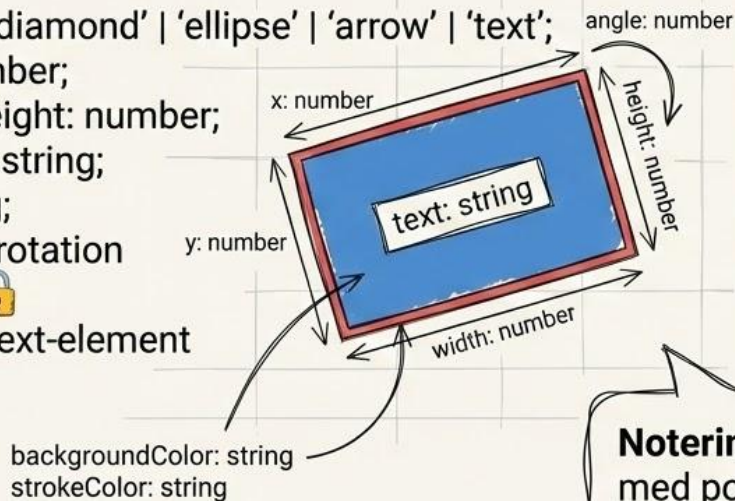 diamond’ | ‘ellipse’ | ‘arrow’ | ‘text’;
angle: number
mber;
x: number
eight: number;
height: number
string;
text: string
y: number
rotation
ext-element
width: number
backgroundColor: string
strokeColor: string
Noterin
med po